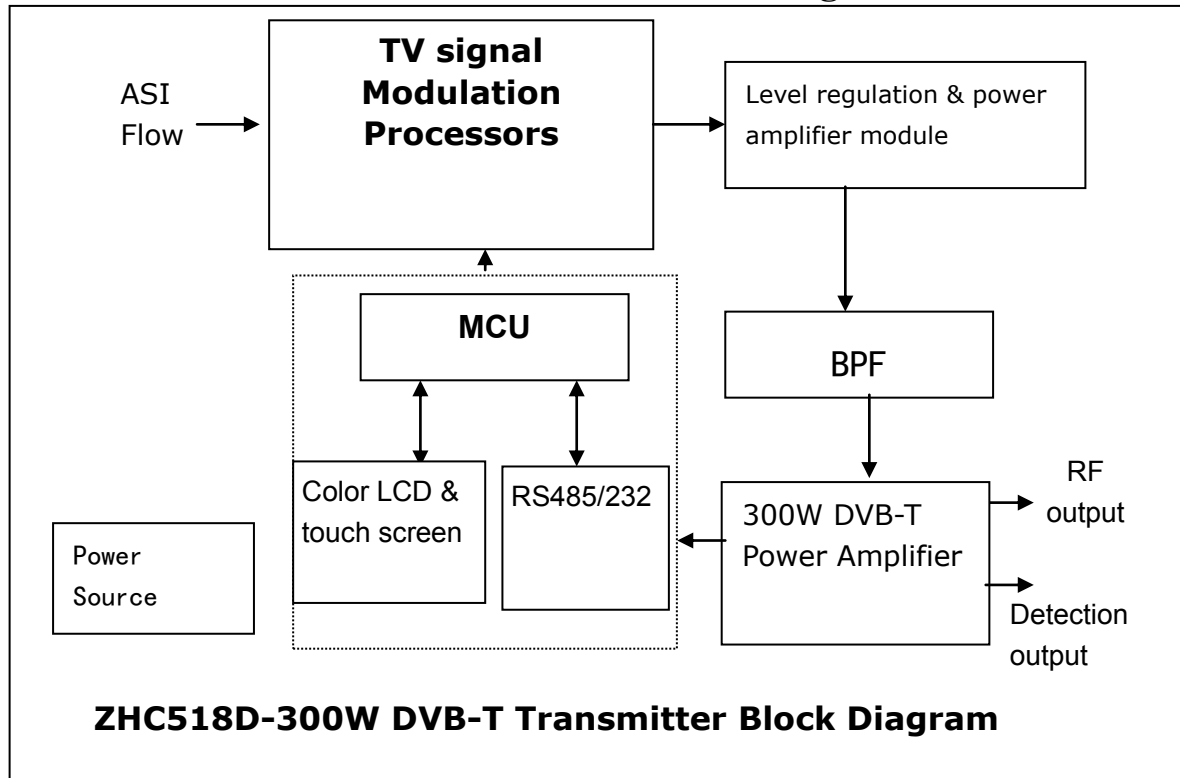 TV signal
Modulation
Processors
ASI
Flow
Level regulation & power
amplifier module
MCU
BPF
Color LCD &
touch screen
RS485/232
300W DVB-T
Power Amplifier
RF
output
Detection
output
Power
Source
ZHC518D-300W DVB-T Transmitter Block Diagram